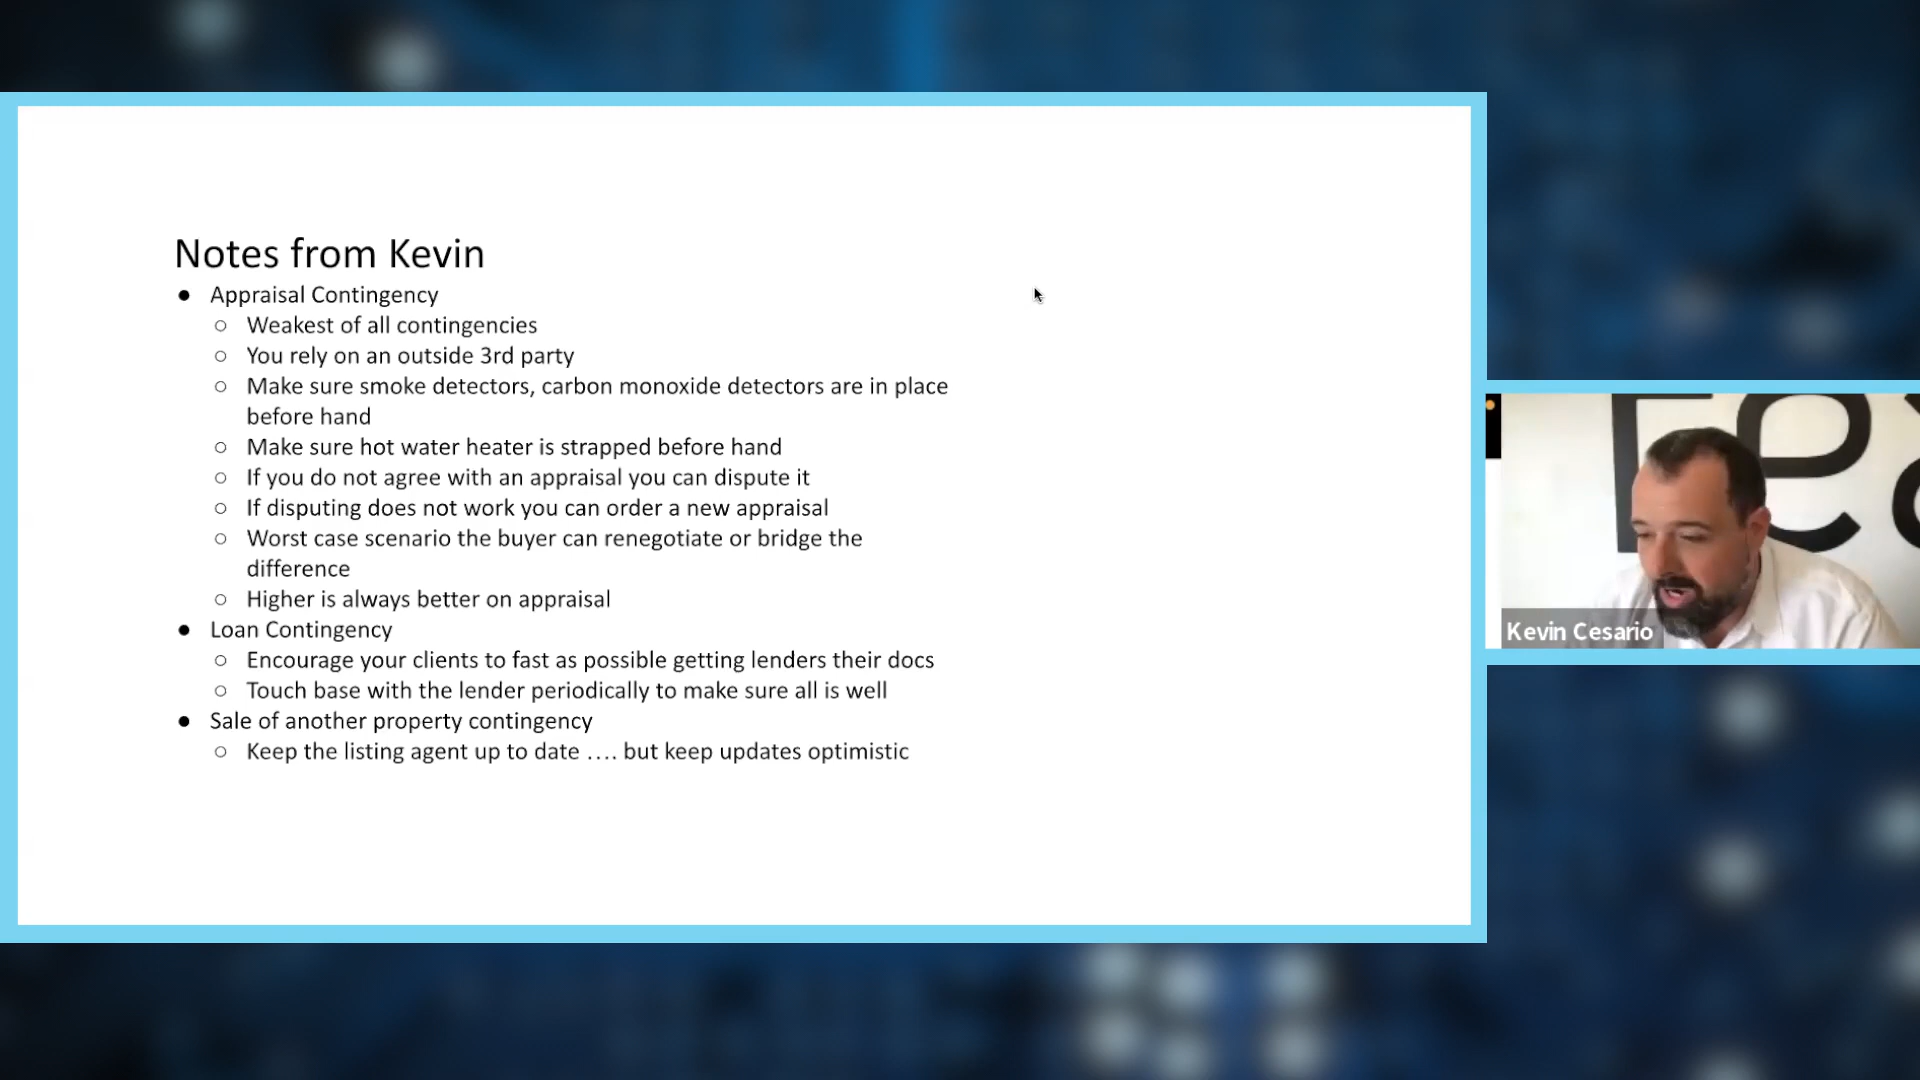 Notes from Kevin
● Appraisal Contingency
○ Weakest of all contingencies
○ You rely on an outside 3rd party
○ Make sure smoke detectors, carbon monoxide detectors are in place
before hand
○ Make sure hot water heater is strapped before hand
○ If you do not agree with an appraisal you can dispute it
○ If disputing does not work you can order a new appraisal
○ Worst case scenario the buyer can renegotiate or bridge the
difference
○ Higher is always better on appraisal
● Loan Contingency
○ Encourage your clients to fast as possible getting lenders their docs
○ Touch base with the lender periodically to make sure all is well
● Sale of another property contingency
○ Keep the listing agent up to date …. but keep updates optimistic
Kevin Cesario